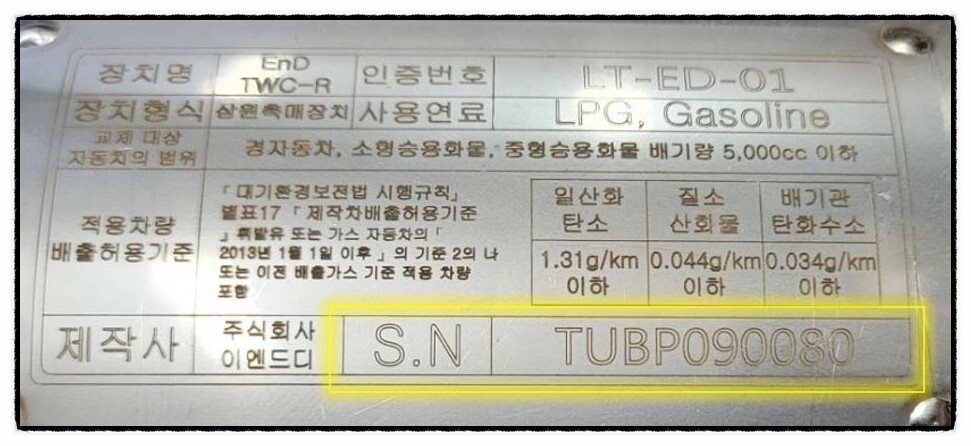 장치명 EnD TWC-R 인증번호 LT-ED-01
장치형식 삼원촉매장치 사용연료 LPG, Gasoline
교체 대상 자동차의 범위 경자동차, 소형승용화물, 중형승용화물 배기량 5,000cc 이하
적용차량 배출허용기준
「대기환경보전법 시행규칙」
별표17「 제작차배출허용기준
」휘발유 또는 가스 자동차의「
2013년 1월 1일 이후 」의 기준 2의 나
또는 이전 배출가스 기준 적용 차량
포함
일산화탄소 질소산화물 배기관탄화수소
1.31g/km 이하 0.044g/km 이하 0.034g/km 이하
제작사 주식회사 이엔드디 S.N TUBP090080